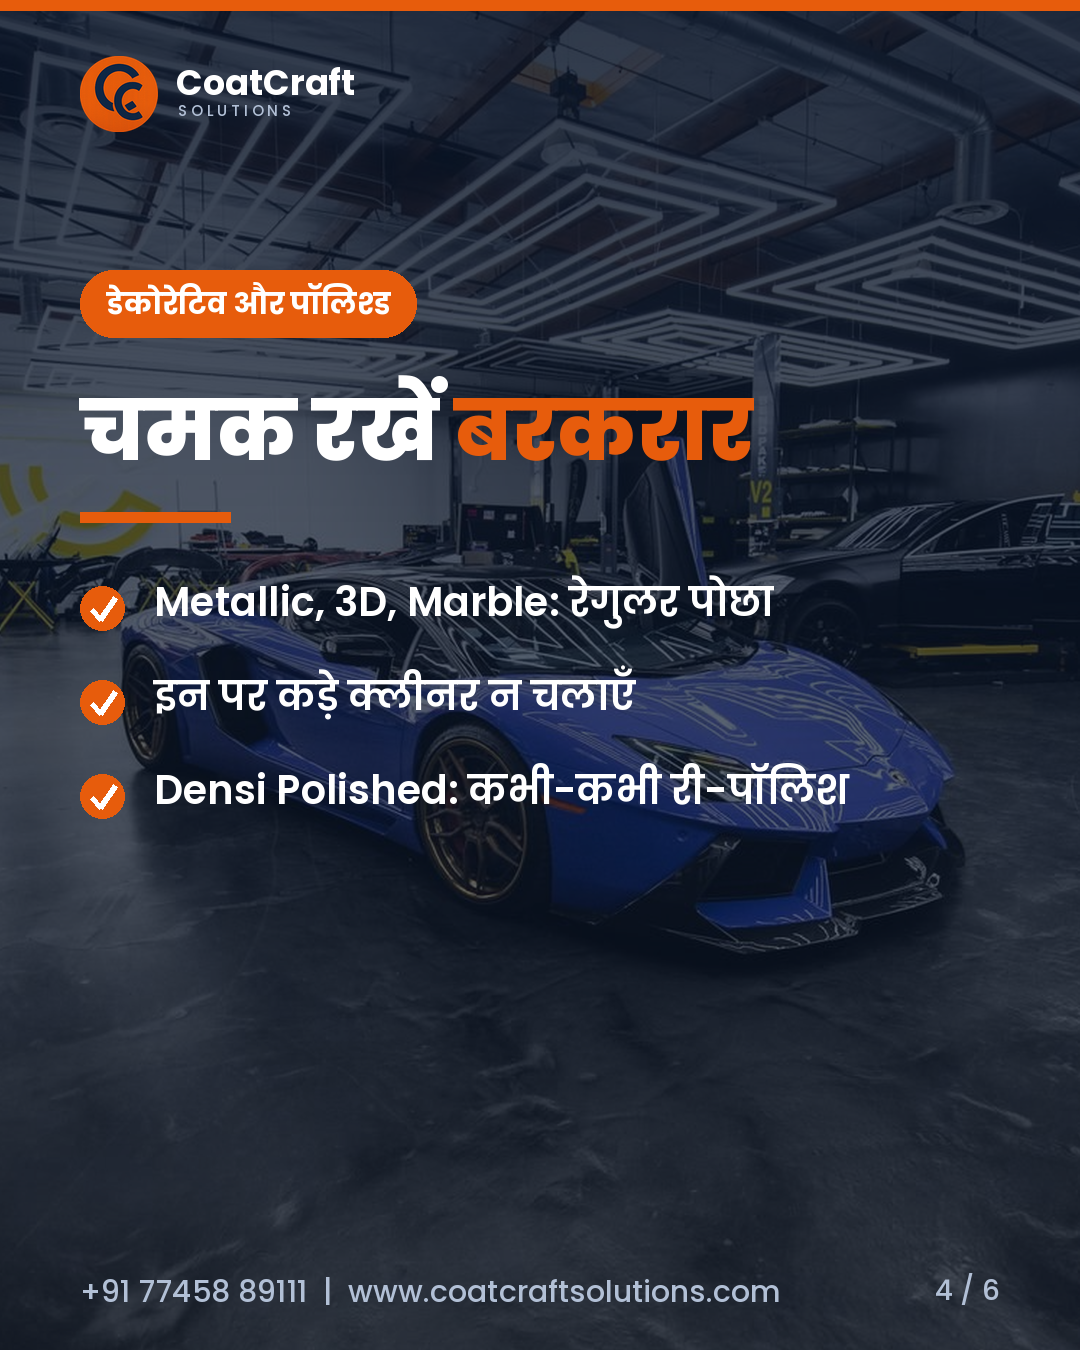 CoatCraft
SOLUTIONS
डेकोरेटिव और पॉलिश्ड
चमक रखें बरकरार
V2
Metallic, 3D, Marble: रेगुलर पोछा
इन पर कड़े क्लीनर न चलाएँ
Densi Polished: कभी-कभी री-पॉलिश
+91 77458 89111 | www.coatcraftsolutions.com
4 / 6